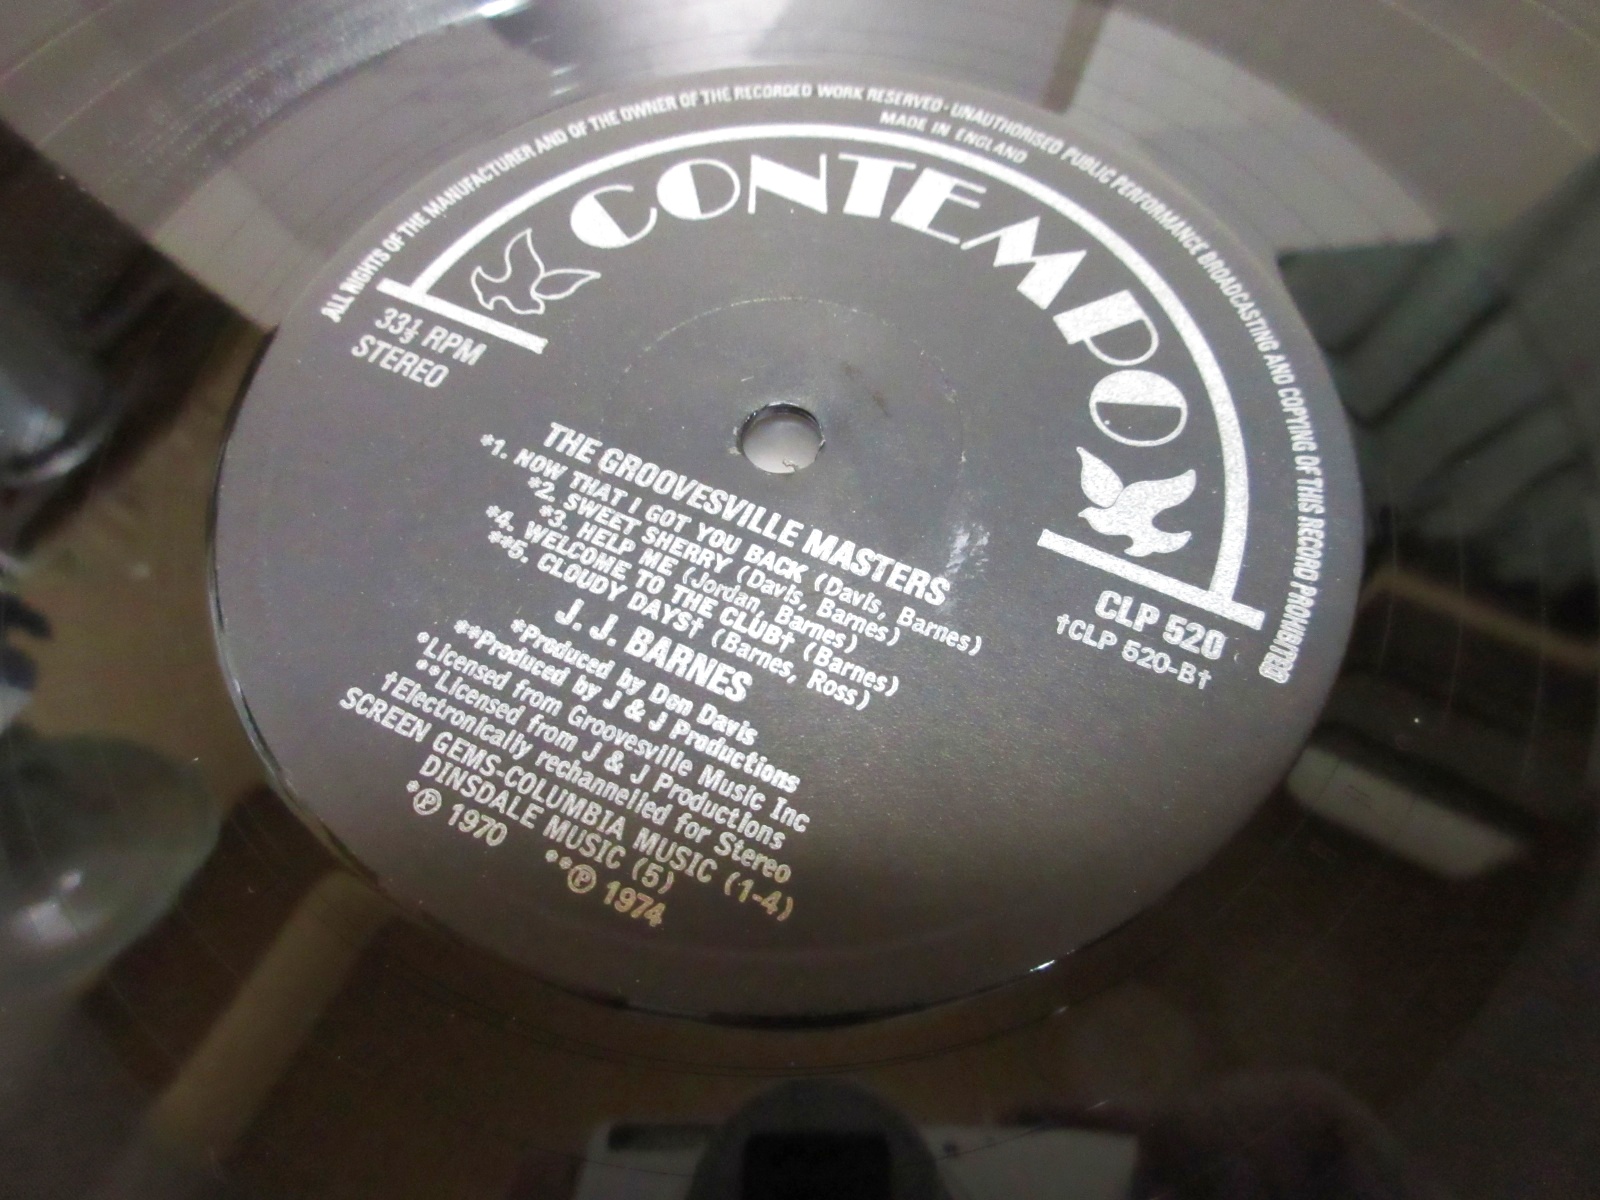 ALL RIGHTS OF THE MANUFACTURER AND OF THE OWNER OF THE RECORDED WORK RESERVED · UNAUTHORISED PUBLIC PERFORMANCE BROADCASTING AND COPYING OF THIS RECORD PROHIBITED
MADE IN ENGLAND
CONTEMPO
33⅓ RPM
STEREO
CLP 520
†CLP 520-B†
THE GROOVESVILLE MASTERS
*1. NOW THAT I GOT YOU BACK (Davis, Barnes)
*2. SWEET SHERRY (Davis, Barnes)
*3. HELP ME (Jordan, Barnes)
*4. WELCOME TO THE CLUB† (Barnes)
**5. CLOUDY DAYS† (Barnes, Ross)
J. J. BARNES
*Produced by Don Davis
**Produced by J & J Productions
*Licensed from Groovesville Music Inc
**Licensed from J & J Productions
†Electronically rechannelled for Stereo
SCREEN GEMS-COLUMBIA MUSIC (1-4)
DINSDALE MUSIC (5)
*℗ 1970 **℗ 1974